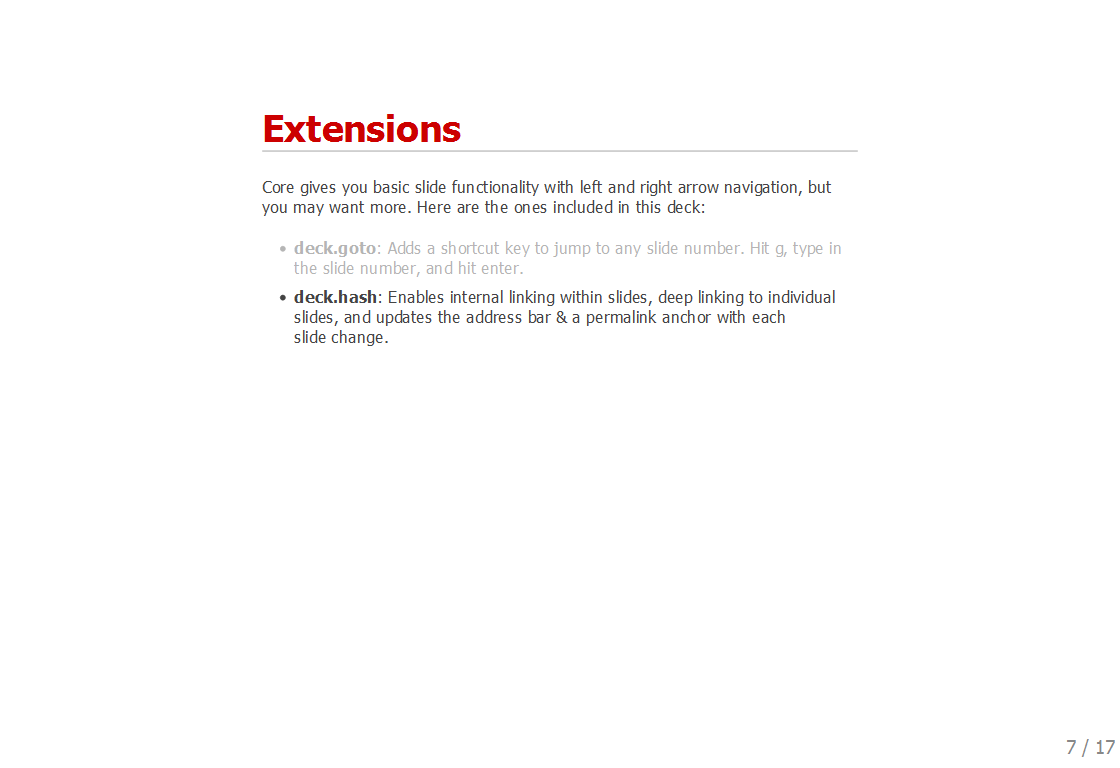 Extensions
Core gives you basic slide functionality with left and right arrow navigation, but
you may want more. Here are the ones included in this deck:
• deck.goto: Adds a shortcut key to jump to any slide number. Hit g, type in
the slide number, and hit enter.
• deck.hash: Enables internal linking within slides, deep linking to individual
slides, and updates the address bar & a permalink anchor with each
slide change.
7 / 17